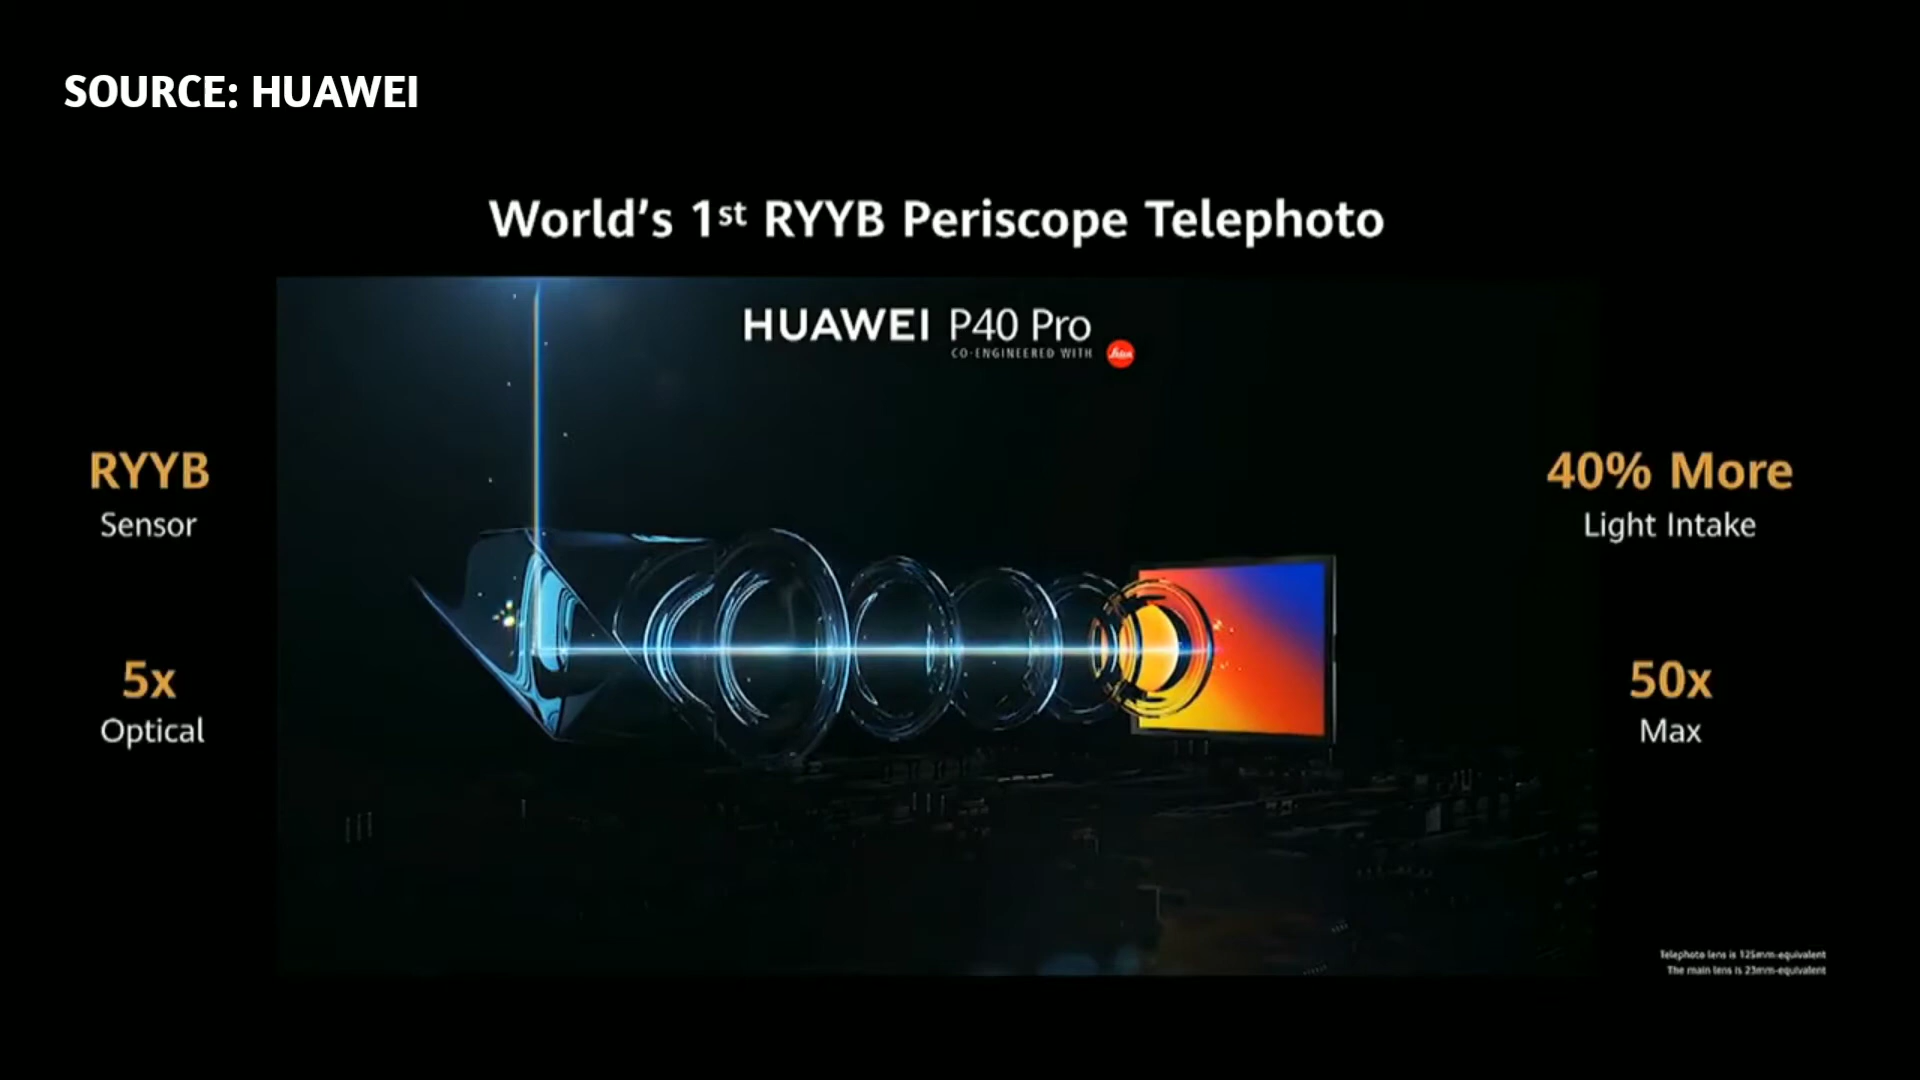 SOURCE: HUAWEI
World's 1st RYYB Periscope Telephoto
HUAWEI P40 Pro
CO-ENGINEERED WITH
Leica
RYYB
Sensor
40% More
Light Intake
5x
Optical
50x
Max
Telephoto lens is 125mm-equivalent
The main lens is 23mm-equivalent